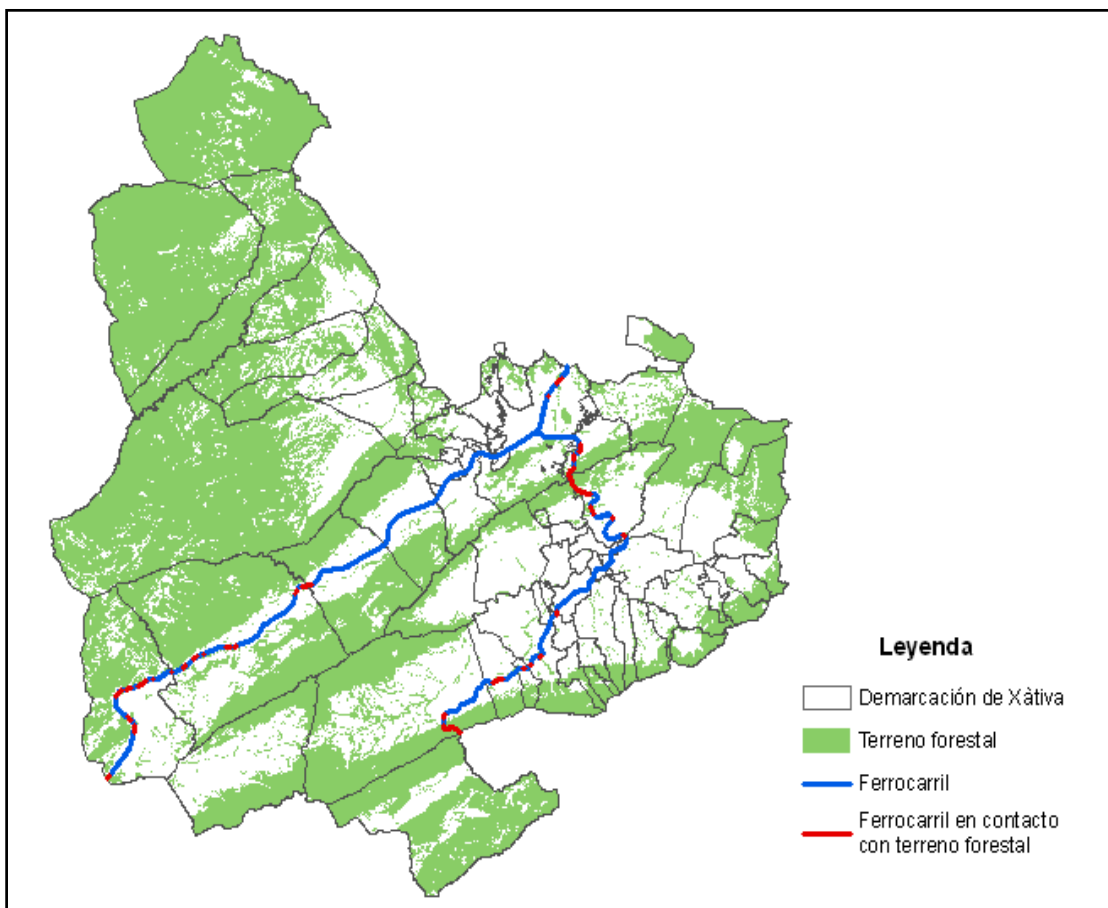 Leyenda
Demarcación de Xàtiva
Terreno forestal
Ferrocarril
Ferrocarril en contacto
con terreno forestal